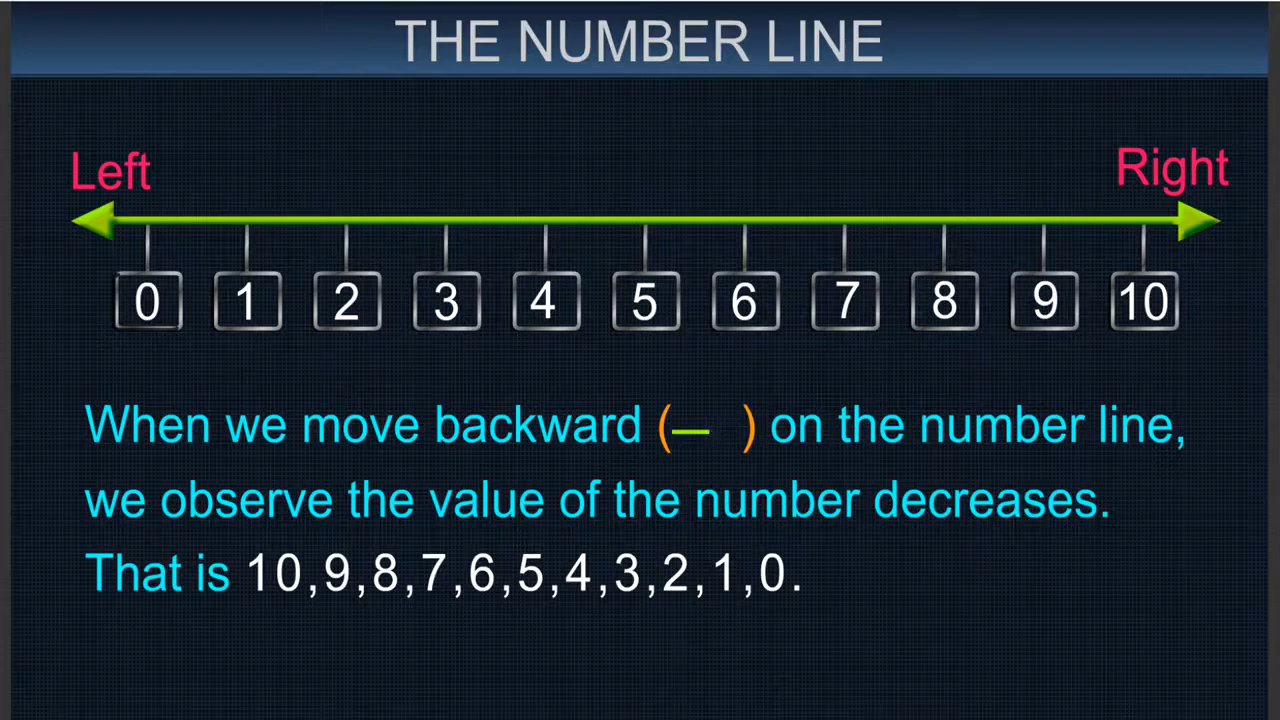 THE NUMBER LINE
Left Right
0 1 2 3 4 5 6 7 8 9 10
When we move backward (— ) on the number line,
we observe the value of the number decreases.
That is 10,9,8,7,6,5,4,3,2,1,0.